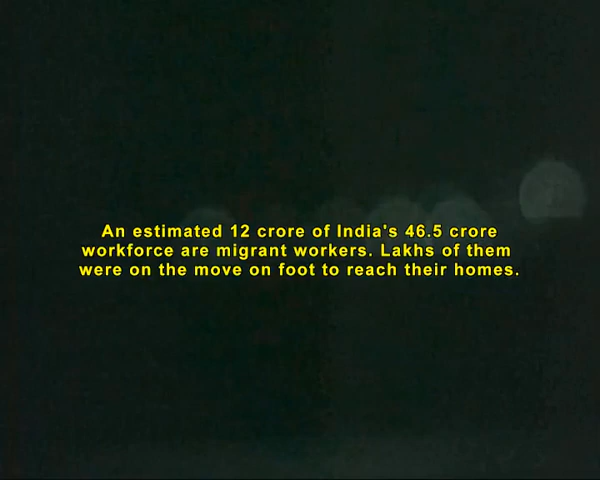 An estimated 12 crore of India's 46.5 crore
workforce are migrant workers. Lakhs of them
were on the move on foot to reach their homes.